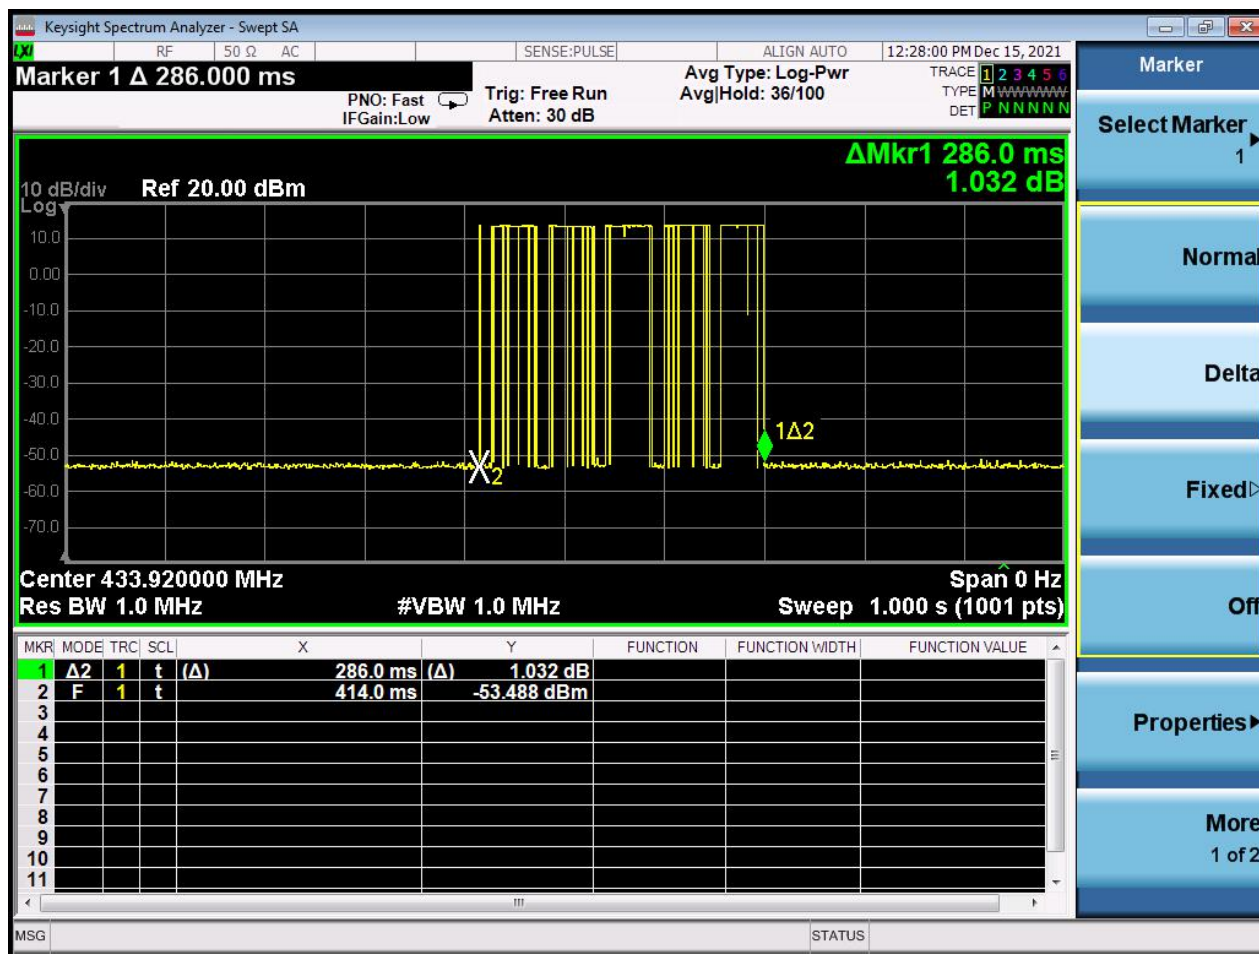 Keysight Spectrum Analyzer - Swept SA
LXI RF 50 Ω AC SENSE:PULSE ALIGN AUTO 12:28:00 PM Dec 15, 2021
Marker 1 Δ 286.000 ms
PNO: Fast
IFGain:Low
Trig: Free Run
Atten: 30 dB
Avg Type: Log-Pwr
Avg|Hold: 36/100
TRACE 1 2 3 4 5 6
TYPE M WWWWW
DET P N N N N N
ΔMkr1 286.0 ms
1.032 dB
10 dB/div Ref 20.00 dBm
Log
10.0
0.00
-10.0
-20.0
-30.0
-40.0
-50.0
-60.0
-70.0
1Δ2
2
Center 433.920000 MHz Span 0 Hz
Res BW 1.0 MHz #VBW 1.0 MHz Sweep 1.000 s (1001 pts)
MKR MODE TRC SCL X Y FUNCTION FUNCTION WIDTH FUNCTION VALUE
1 Δ2 1 t (Δ) 286.0 ms (Δ) 1.032 dB
2 F 1 t 414.0 ms -53.488 dBm
3
4
5
6
7
8
9
10
11
MSG STATUS
Marker
Select Marker
1
Normal
Delta
Fixed
Off
Properties
More
1 of 2